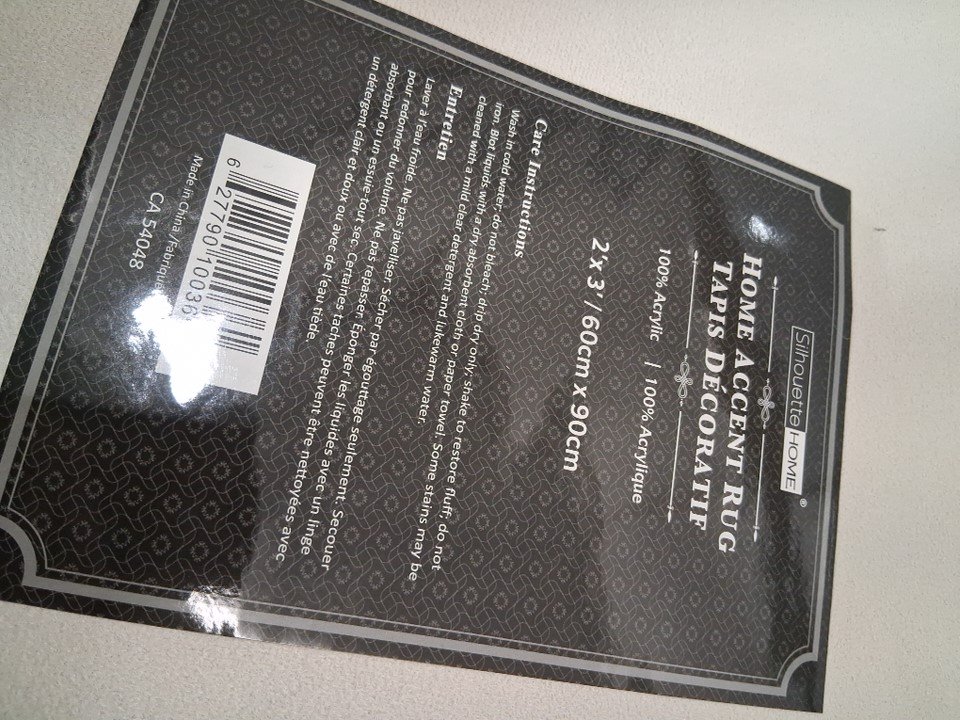 Silhouette HOME®
HOME ACCENT RUG
TAPIS DÉCORATIF
100% Acrylic | 100% Acrylique
2'x 3' / 60cm x 90cm
Care Instructions
Wash in cold water; do not bleach; drip dry only; shake to restore fluff; do not
iron. Blot liquids with a dry absorbent cloth or paper towel. Some stains may be
cleaned with a mild clear detergent and lukewarm water.
Entretien
Laver à l'eau froide. Ne pas javelliser. Sécher par égouttage seulement. Secouer
pour redonner du volume. Ne pas repasser. Éponger les liquides avec un linge
absorbant ou un essuie-tout sec. Certaines taches peuvent être nettoyées avec
un détergent clair et doux ou avec de l'eau tiède.
6 27790 10036
Made in China / Fabriqué
CA 54048